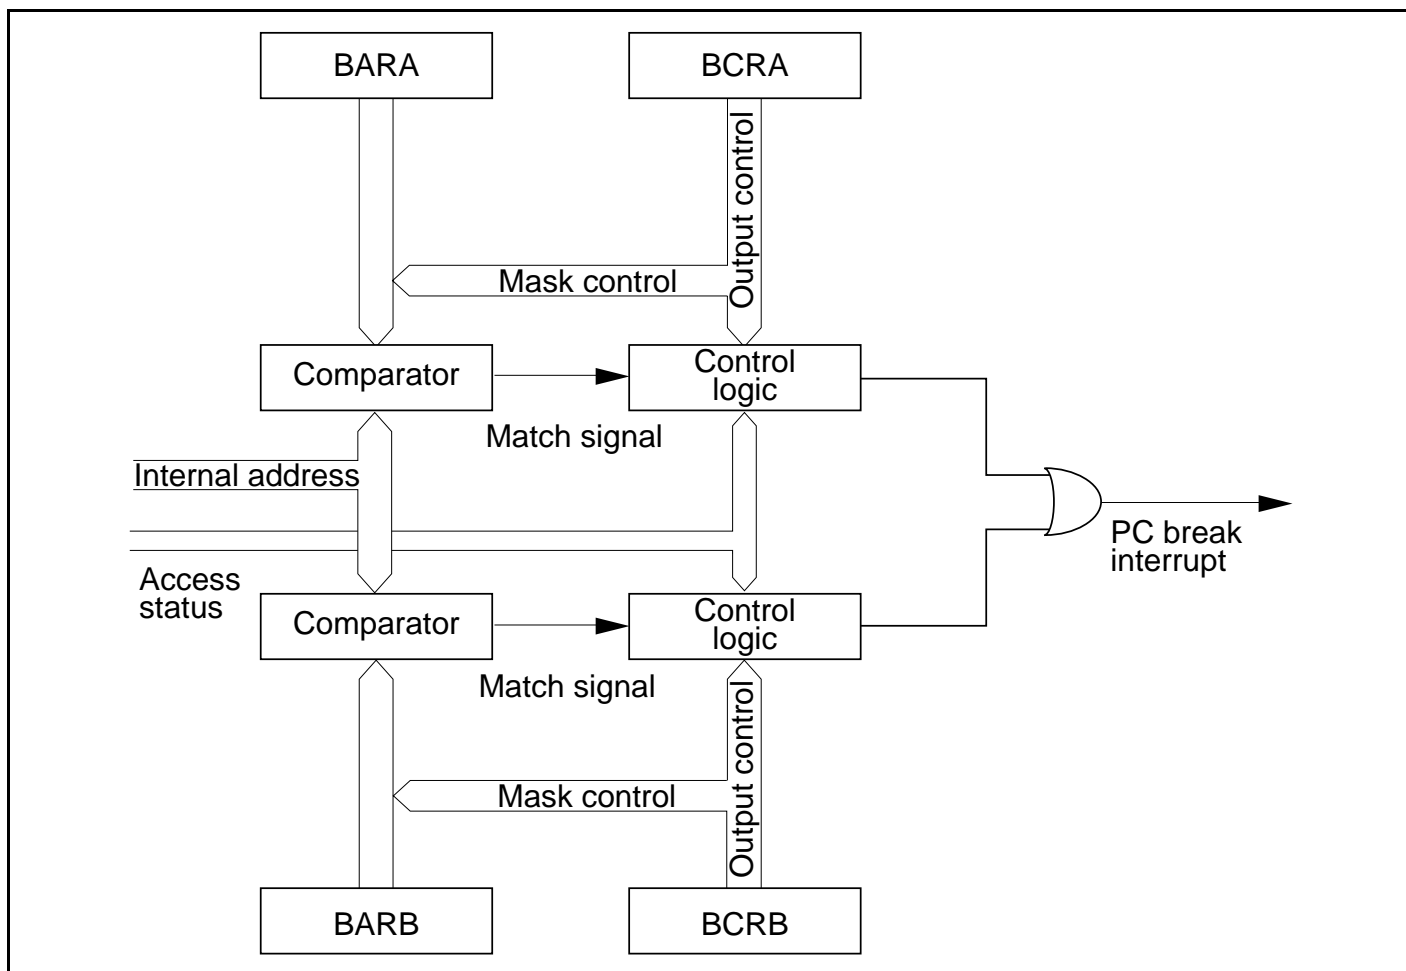 BARA
BCRA
Output control
Mask control
Comparator
Control
logic
Match signal
Internal address
Access
status
PC break
interrupt
Comparator
Control
logic
Match signal
Output control
Mask control
BARB
BCRB